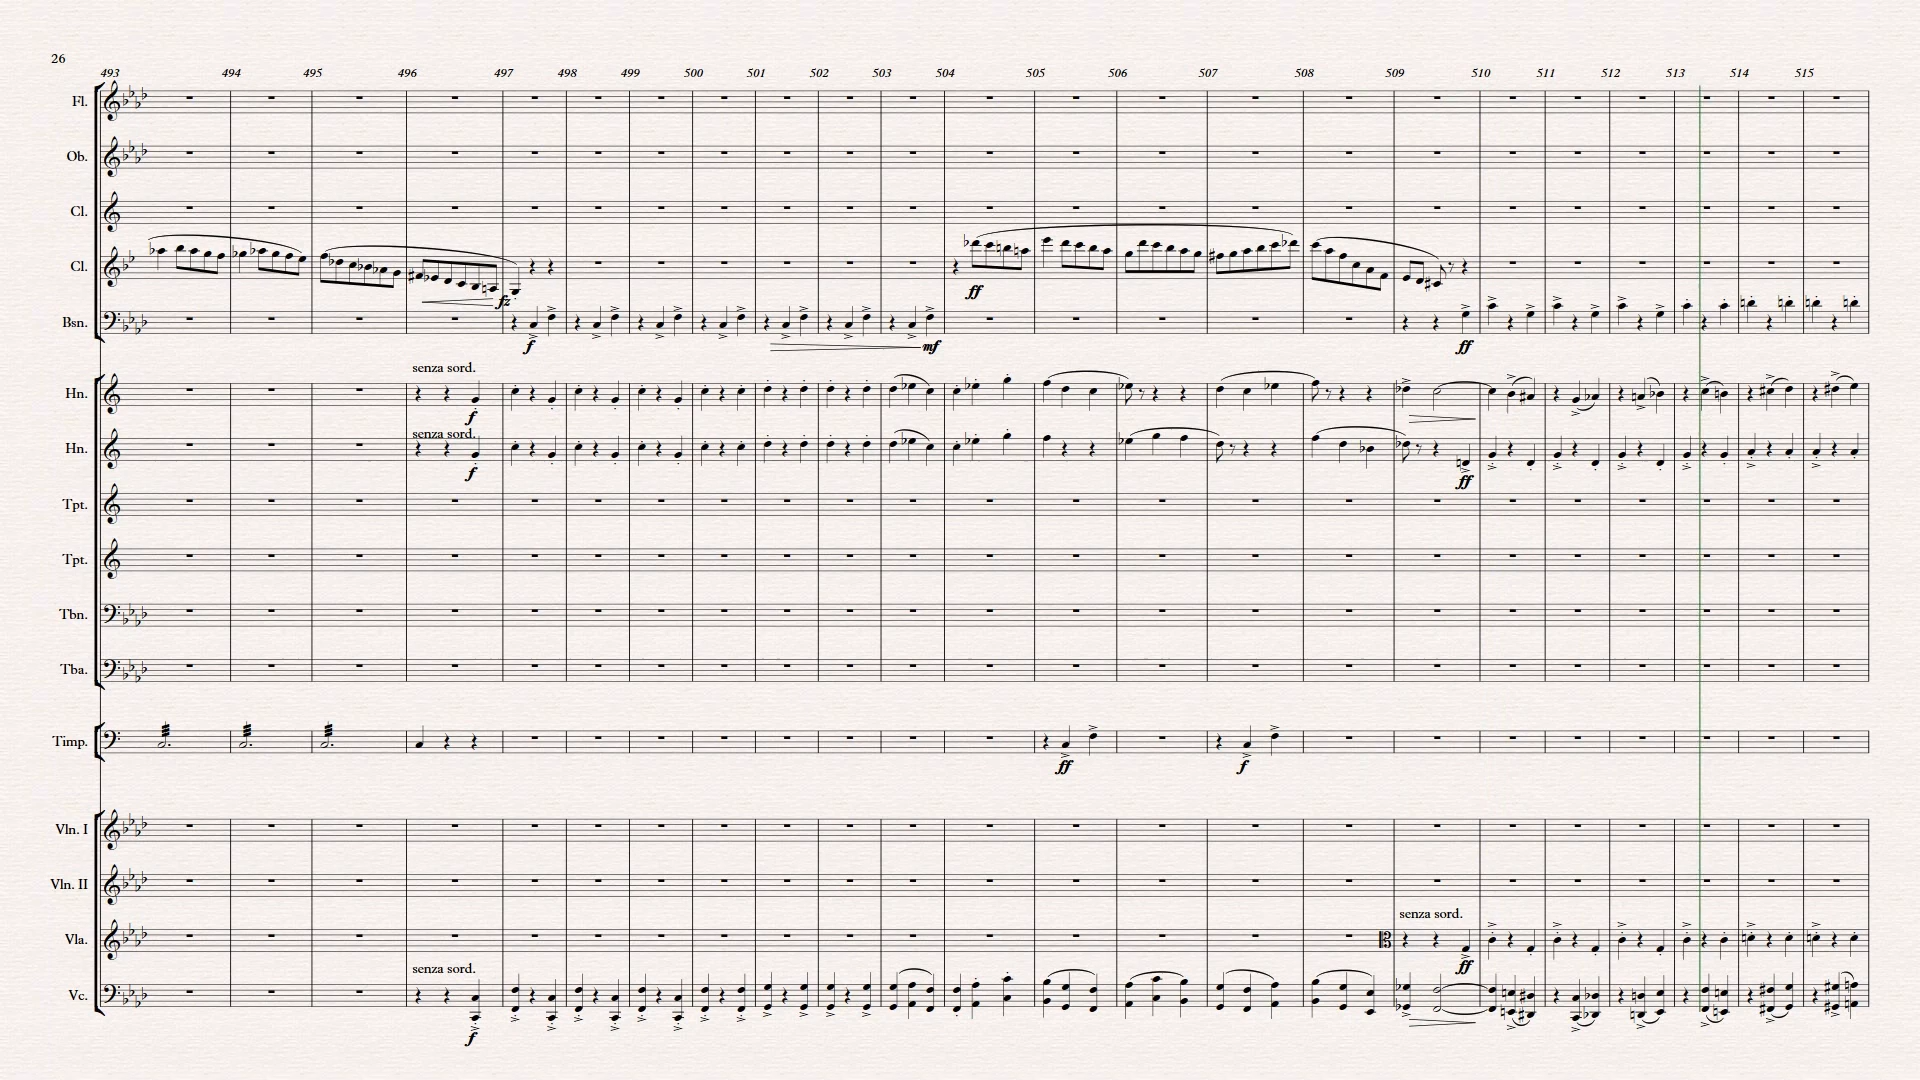 26
493 494 495 496 497 498 499 500 501 502 503 504 505 506 507 508 509 510 511 512 513 514 515
Fl.
Ob.
Cl.
Cl.
fz
ff
Bsn.
f
mf
ff
senza sord.
Hn.
f
senza sord.
Hn.
f
ff
Tpt.
Tpt.
Tbn.
Tba.
Timp.
ff
f
Vln. I
Vln. II
senza sord.
Vla.
ff
senza sord.
Vc.
f